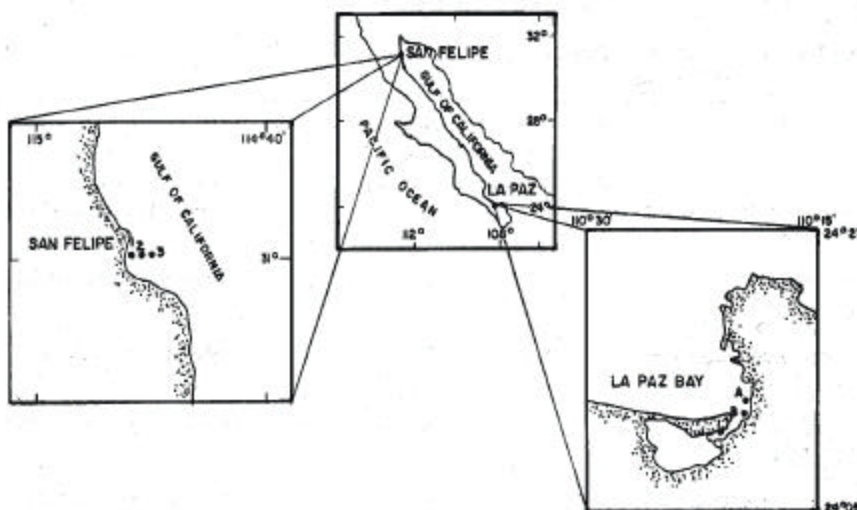 32°
SAN FELIPE
GULF OF CALIFORNIA
28°
PACIFIC OCEAN
LA PAZ
24°
112°
108°
115°
114°40'
GULF OF CALIFORNIA
SAN FELIPE
1 2 3
31°
110°30'
110°15'
LA PAZ BAY
A
B